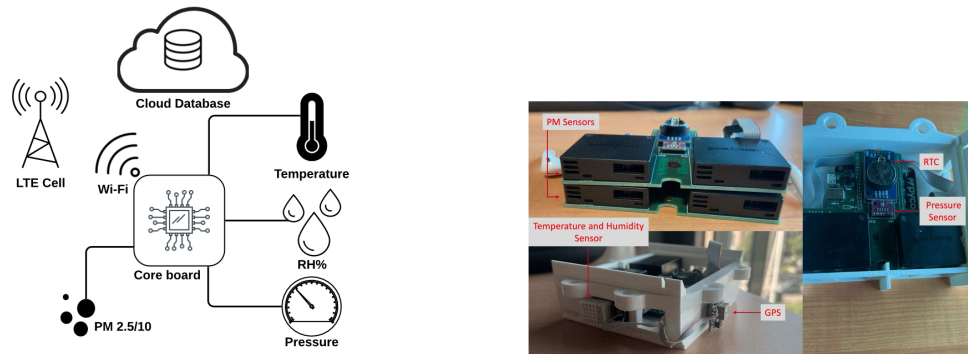 Cloud Database
LTE Cell
Wi-Fi
Temperature
Core board
RH%
PM 2.5/10
Pressure
PM Sensors
Temperature and Humidity
Sensor
GPS
RTC
Pressure
Sensor